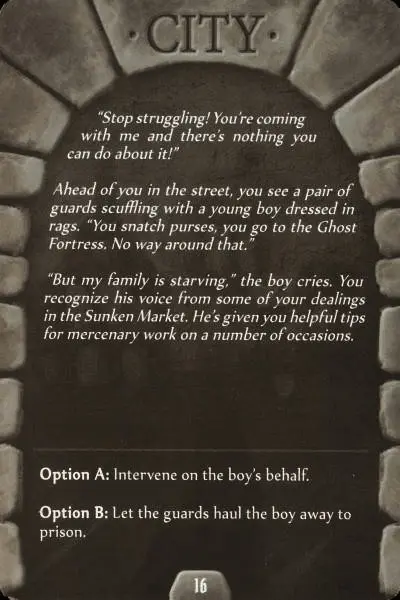 ·CITY·
"Stop struggling! You're coming
with me and there's nothing you
can do about it!"
Ahead of you in the street, you see a pair of
guards scuffling with a young boy dressed in
rags. "You snatch purses, you go to the Ghost
Fortress. No way around that."
"But my family is starving," the boy cries. You
recognize his voice from some of your dealings
in the Sunken Market. He's given you helpful tips
for mercenary work on a number of occasions.
Option A: Intervene on the boy's behalf.
Option B: Let the guards haul the boy away to
prison.
16